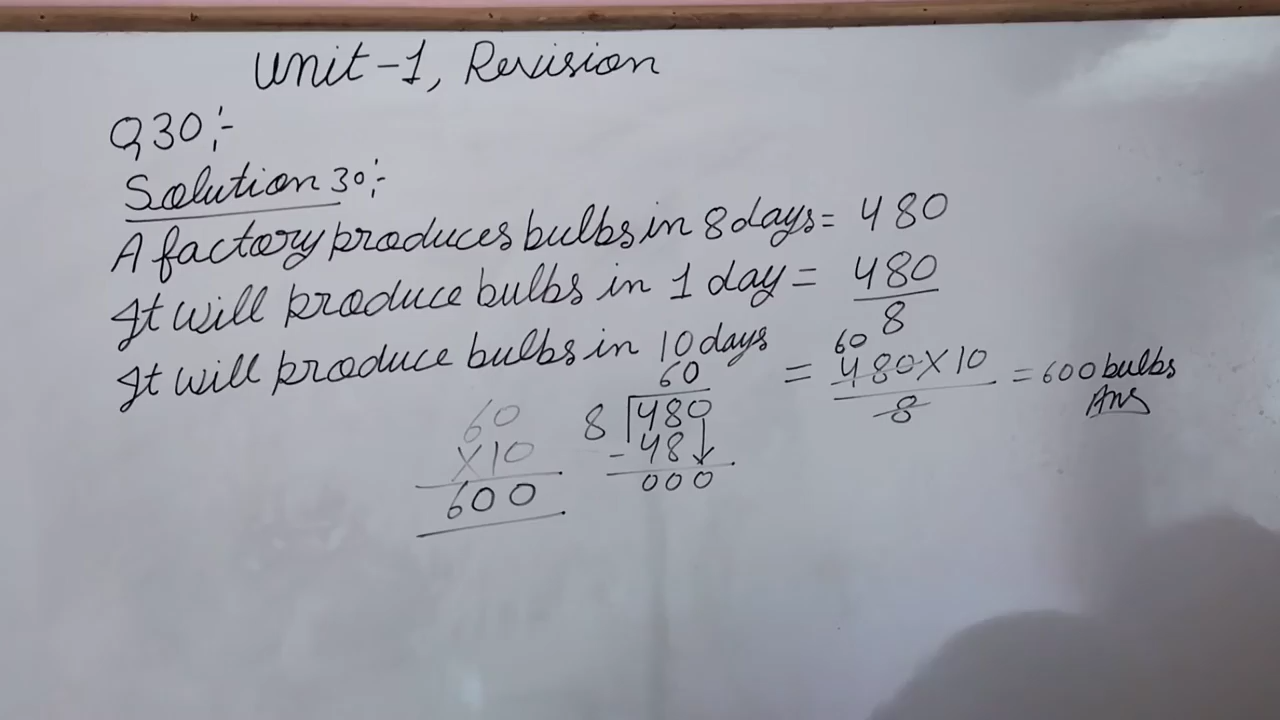 Unit-1, Revision
Q30:-
Solution 30:-
A factory produces bulbs in 8 days = 480
It will produce bulbs in 1 day = 480
8
It will produce bulbs in 10 days = 480 X 10 = 600 bulbs
60
8
Ans
60
X10
600
60
8 480
- 48
000